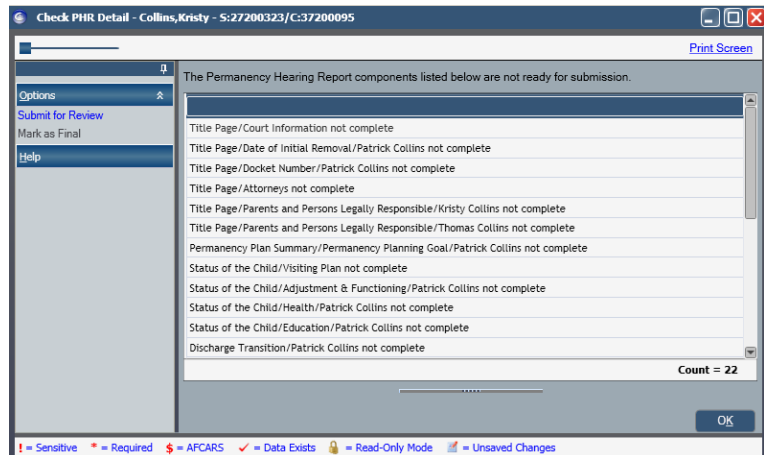 Check PHR Detail - Collins,Kristy - S:27200323/C:37200095
Print Screen
Options
Submit for Review
Mark as Final
Help
The Permanency Hearing Report components listed below are not ready for submission.
Title Page/Court Information not complete
Title Page/Date of Initial Removal/Patrick Collins not complete
Title Page/Docket Number/Patrick Collins not complete
Title Page/Attorneys not complete
Title Page/Parents and Persons Legally Responsible/Kristy Collins not complete
Title Page/Parents and Persons Legally Responsible/Thomas Collins not complete
Permanency Plan Summary/Permanency Planning Goal/Patrick Collins not complete
Status of the Child/Visiting Plan not complete
Status of the Child/Adjustment & Functioning/Patrick Collins not complete
Status of the Child/Health/Patrick Collins not complete
Status of the Child/Education/Patrick Collins not complete
Discharge Transition/Patrick Collins not complete
Count = 22
OK
! = Sensitive * = Required $ = AFCARS ✓ = Data Exists = Read-Only Mode = Unsaved Changes